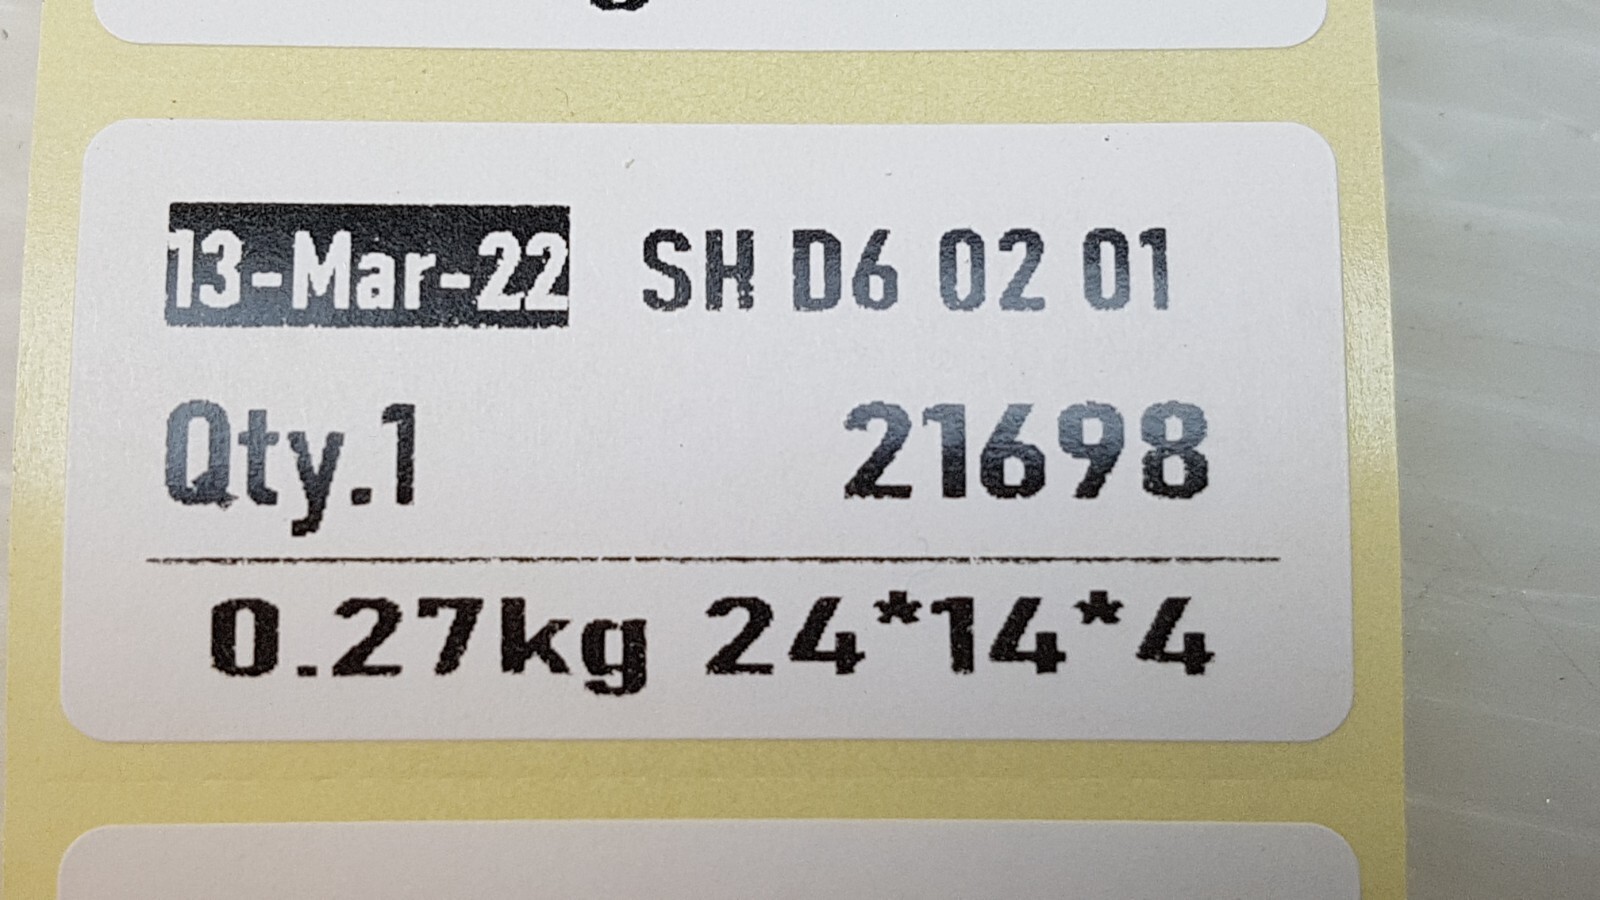 13-Mar-22 SH D6 02 01
Qty.1 21698
0.27kg 24*14*4